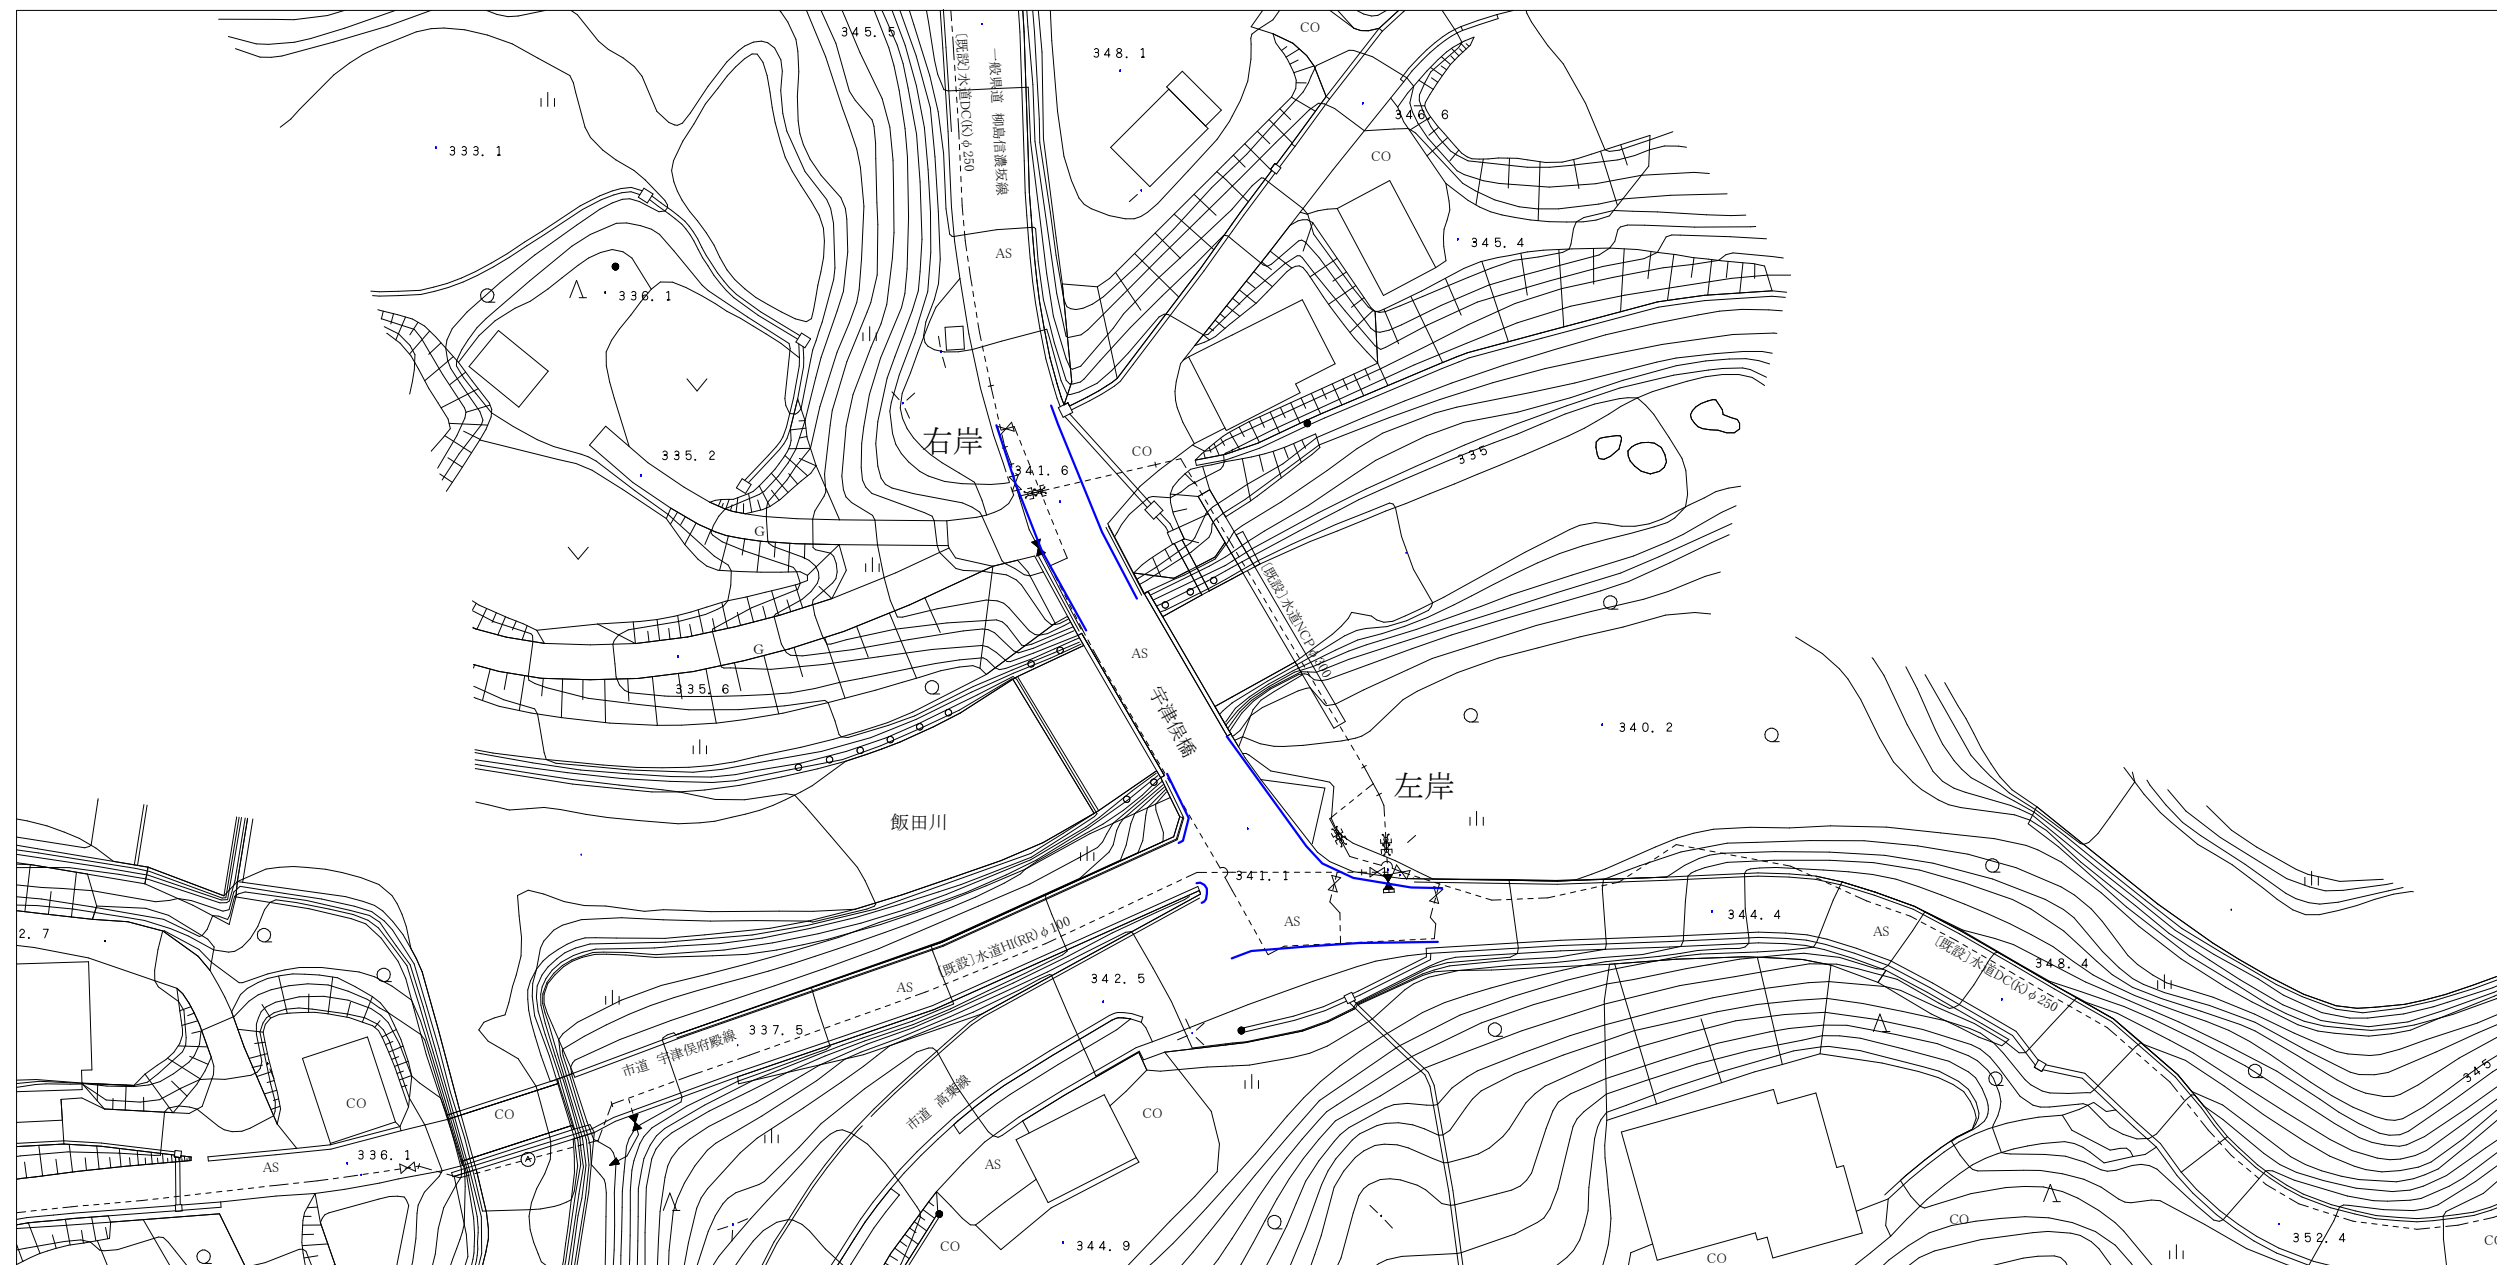 345.5
CO
348.1
〔既設〕水道DC(K)φ250
一般県道 柳島信濃坂線
346.6
333.1
CO
345.4
AS
336.1
右岸
CO
335.2
341.6
335
G
〔既設〕水道NCPφ300
G
AS
335.6
宇津俣橋
340.2
左岸
飯田川
341.1
344.4
AS
AS
2.7
〔既設〕水道HI(RR)φ100
〔既設〕水道DC(K)φ250
348.4
342.5
AS
337.5
市道 宇津俣府殿線
345
市道 高葉線
CO
CO
CO
336.1
AS
AS
CO
344.9
CO
CO
352.4